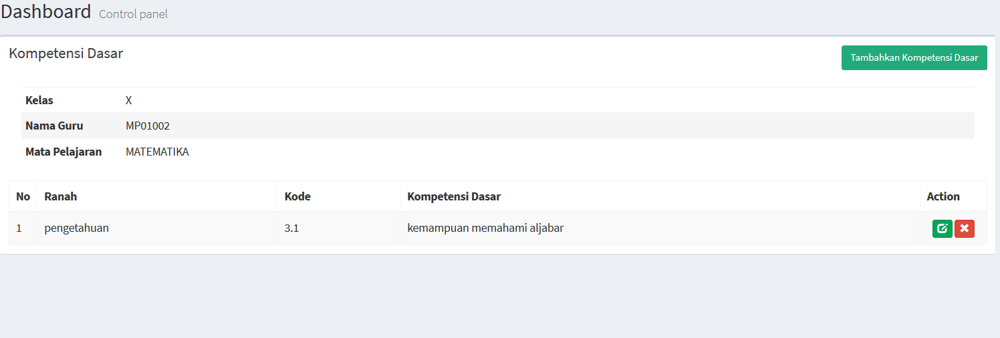 Dashboard Control panel
Kompetensi Dasar
Tambahkan Kompetensi Dasar
Kelas X
Nama Guru MP01002
Mata Pelajaran MATEMATIKA
No Ranah Kode Kompetensi Dasar Action
1 pengetahuan 3.1 kemampuan memahami aljabar